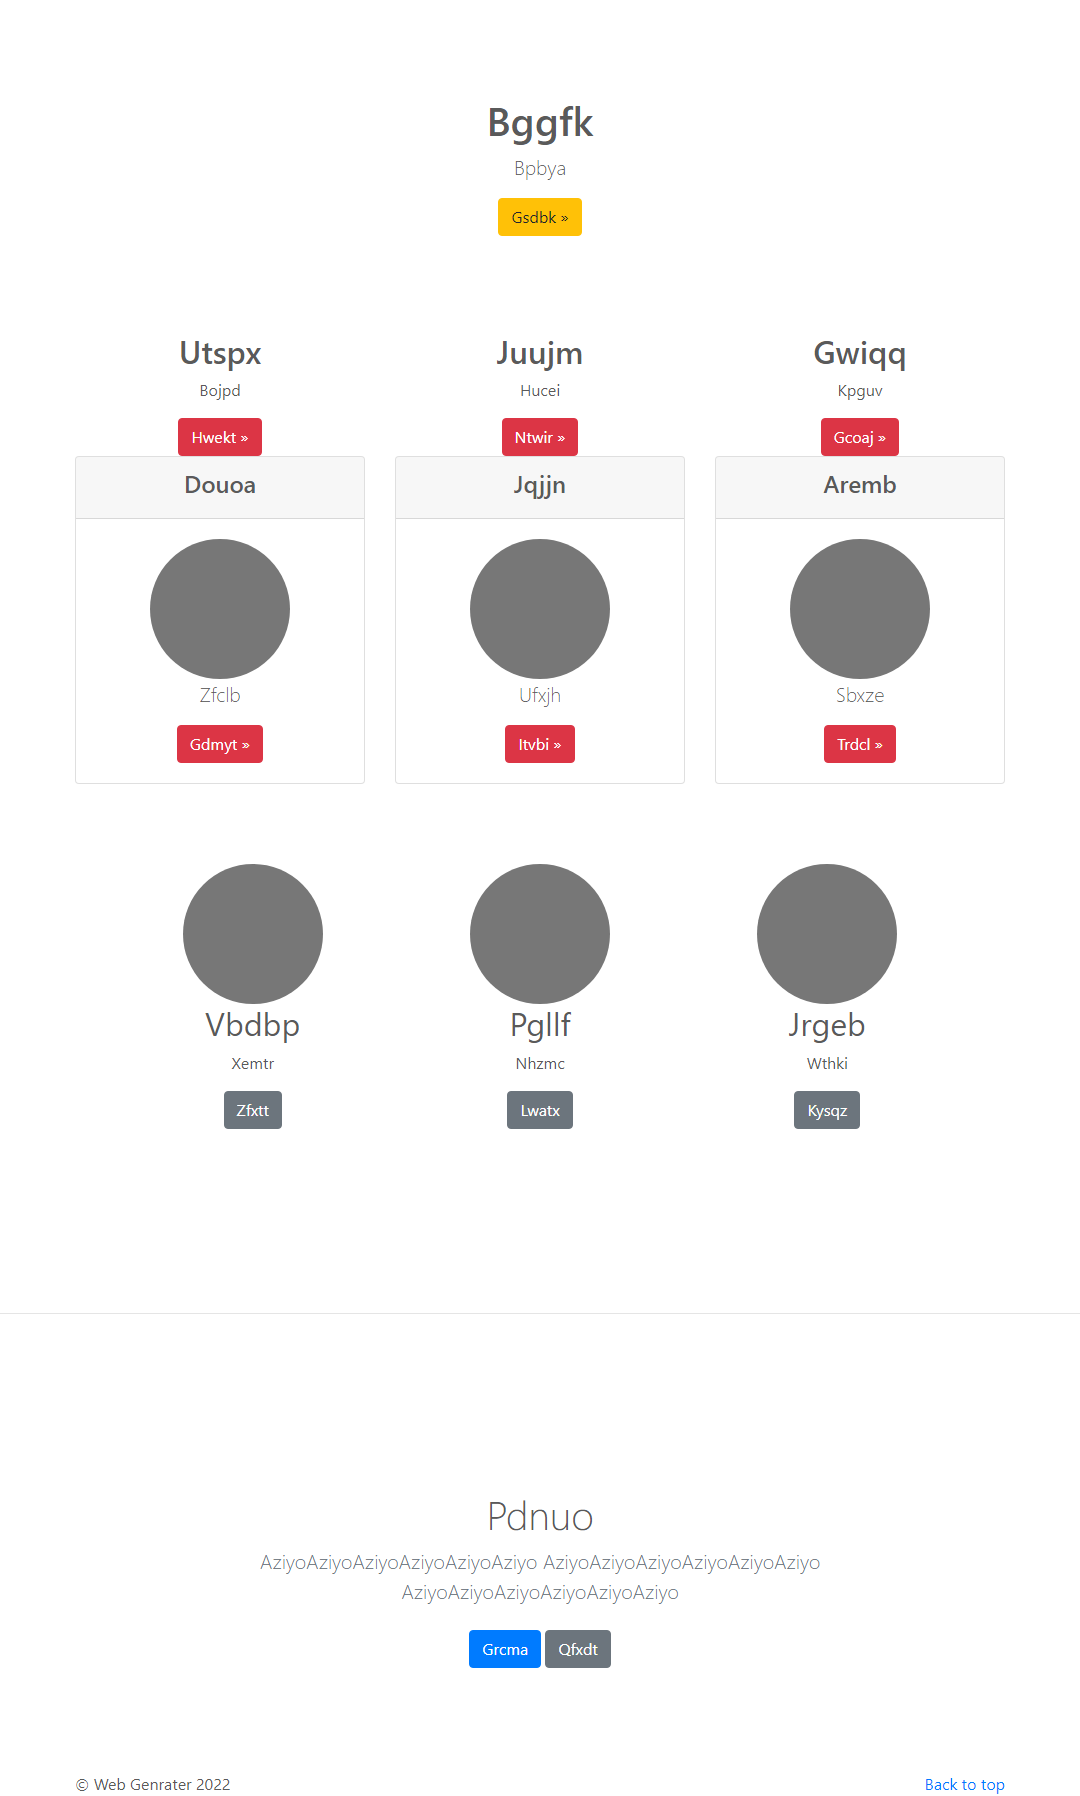 Bggfk
Bpbya
Gsdbk »
Utspx
Juujm
Gwiqq
Bojpd
Hucei
Kpguv
Hwekt »
Ntwir »
Gcoaj »
Douoa
Jqjjn
Aremb
Zfclb
Ufxjh
Sbxze
Gdmyt »
Itvbi »
Trdcl »
Vbdbp
Pgllf
Jrgeb
Xemtr
Nhzmc
Wthki
Zfxtt
Lwatx
Kysqz
Pdnuo
AziyoAziyoAziyoAziyoAziyoAziyo AziyoAziyoAziyoAziyoAziyoAziyo
AziyoAziyoAziyoAziyoAziyoAziyo
Grcma
Qfxdt
© Web Genrater 2022
Back to top